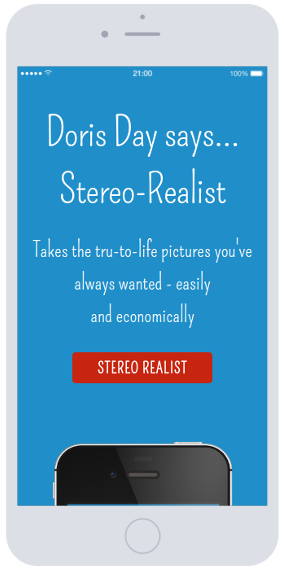 21:00
100%
Doris Day says...
Stereo-Realist
Takes the tru-to-life pictures you've
always wanted - easily
and economically
STEREO REALIST